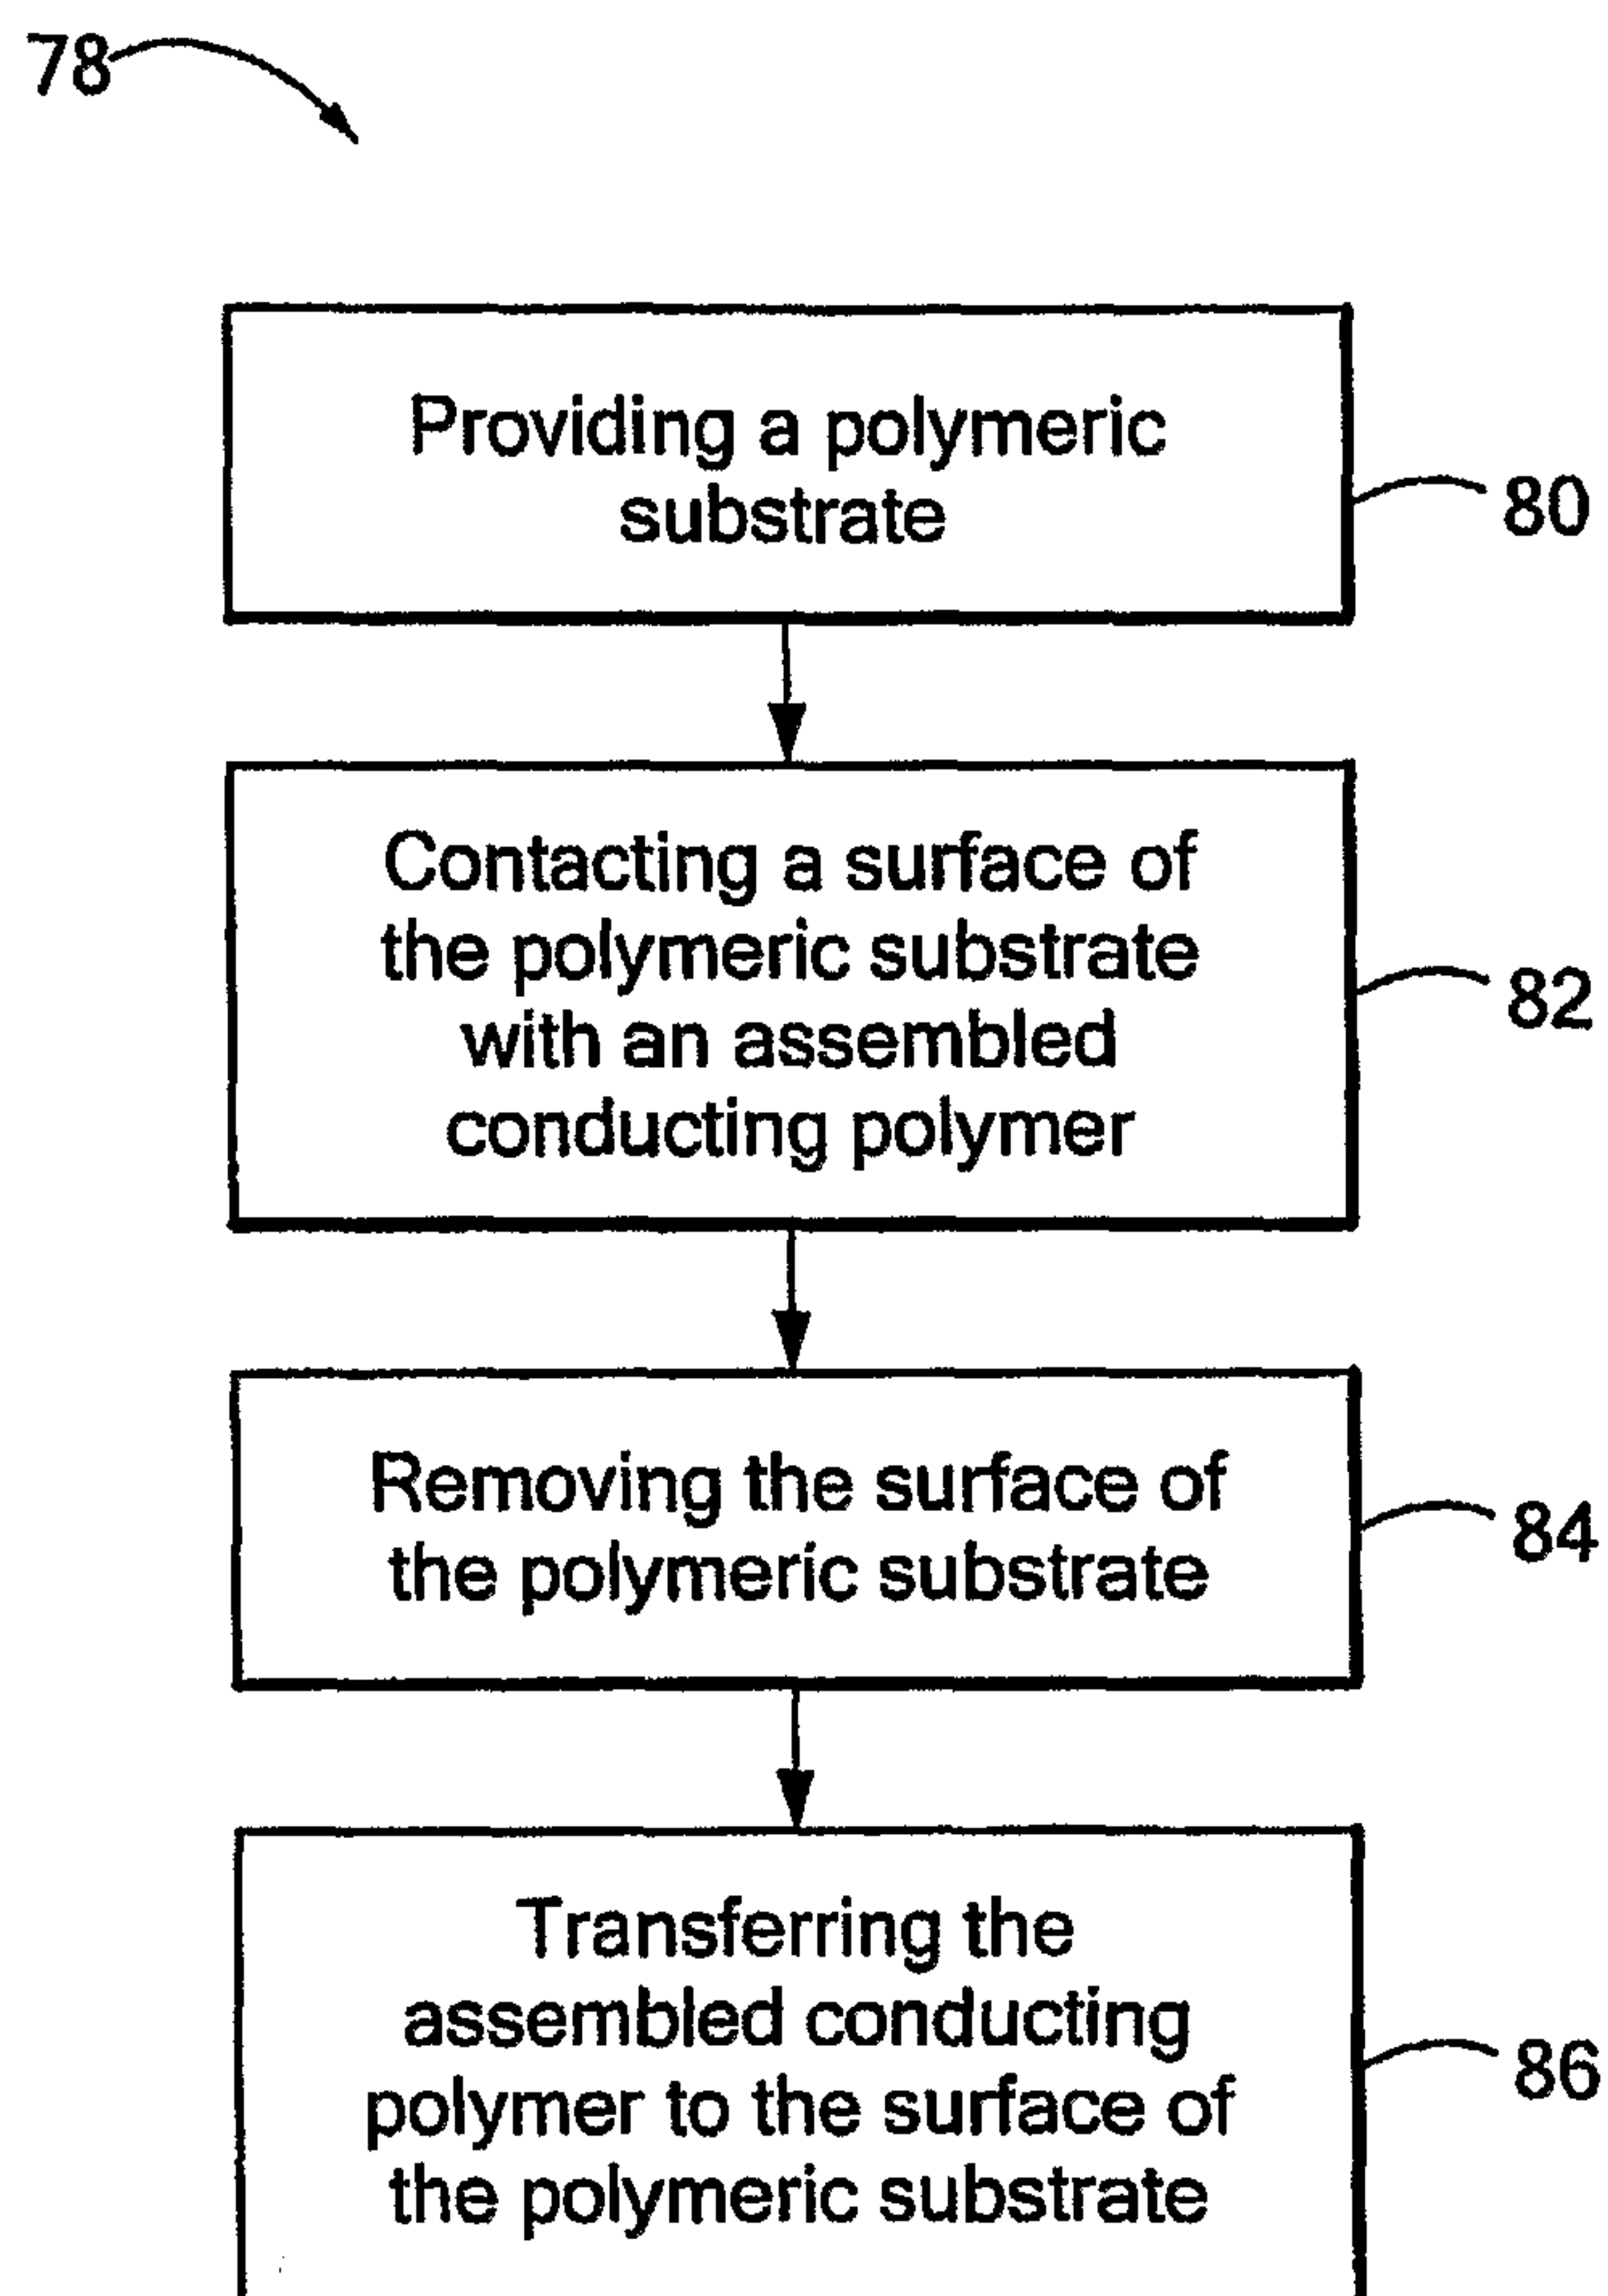 78
Providing a polymeric
substrate
80
Contacting a surface of
the polymeric substrate
with an assembled
conducting polymer
82
Removing the surface of
the polymeric substrate
84
Transferring the
assembled conducting
polymer to the surface of
the polymeric substrate
86